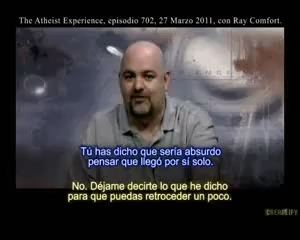 The Atheist Experience, episodio 702, 27 Marzo 2011, con Ray Comfort.
Tú has dicho que sería absurdo
pensar que llegó por sí solo.
No. Déjame decirte lo que he dicho
para que puedas retroceder un poco.